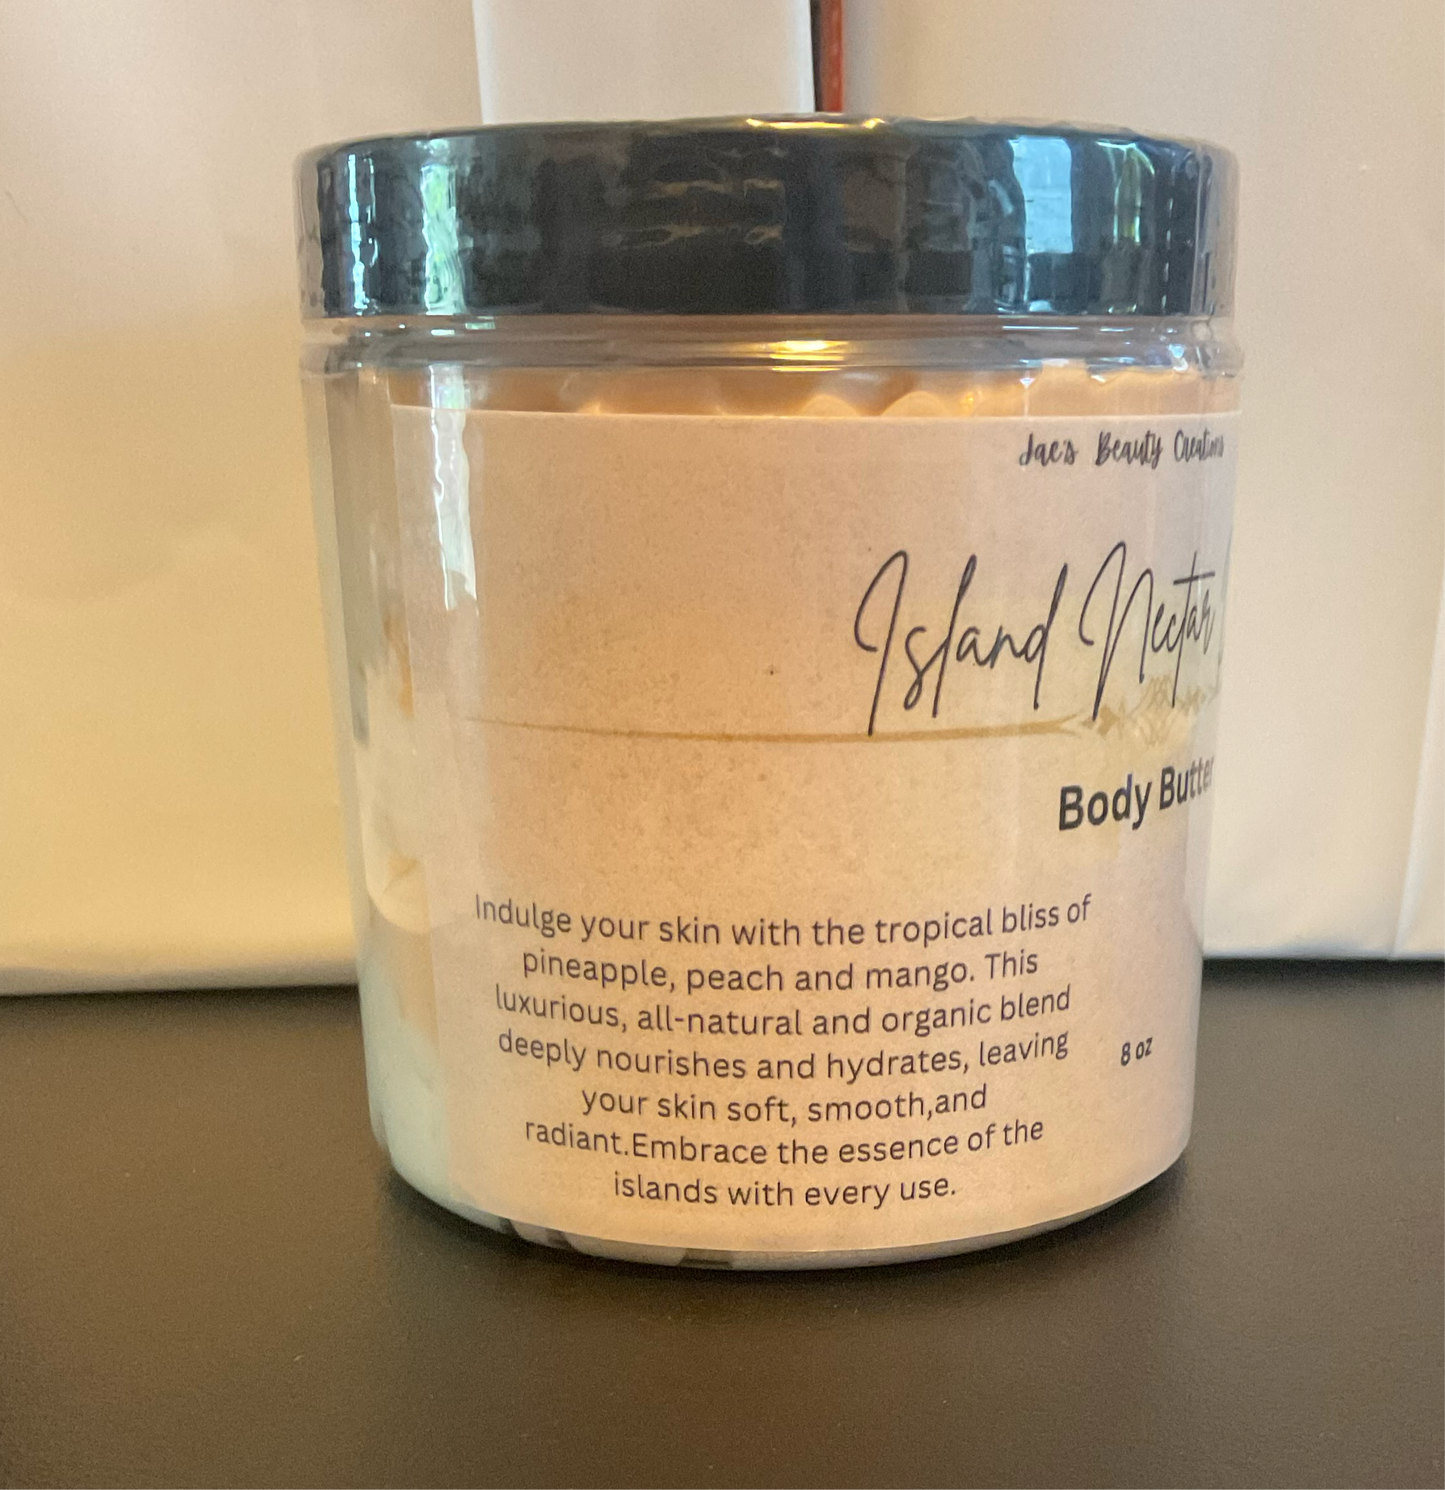 Jae's Beauty Creations
Island Nectar
Body Butter
Indulge your skin with the tropical bliss of
pineapple, peach and mango. This
luxurious, all-natural and organic blend
deeply nourishes and hydrates, leaving
your skin soft, smooth,and
radiant.Embrace the essence of the
islands with every use.
8 oz